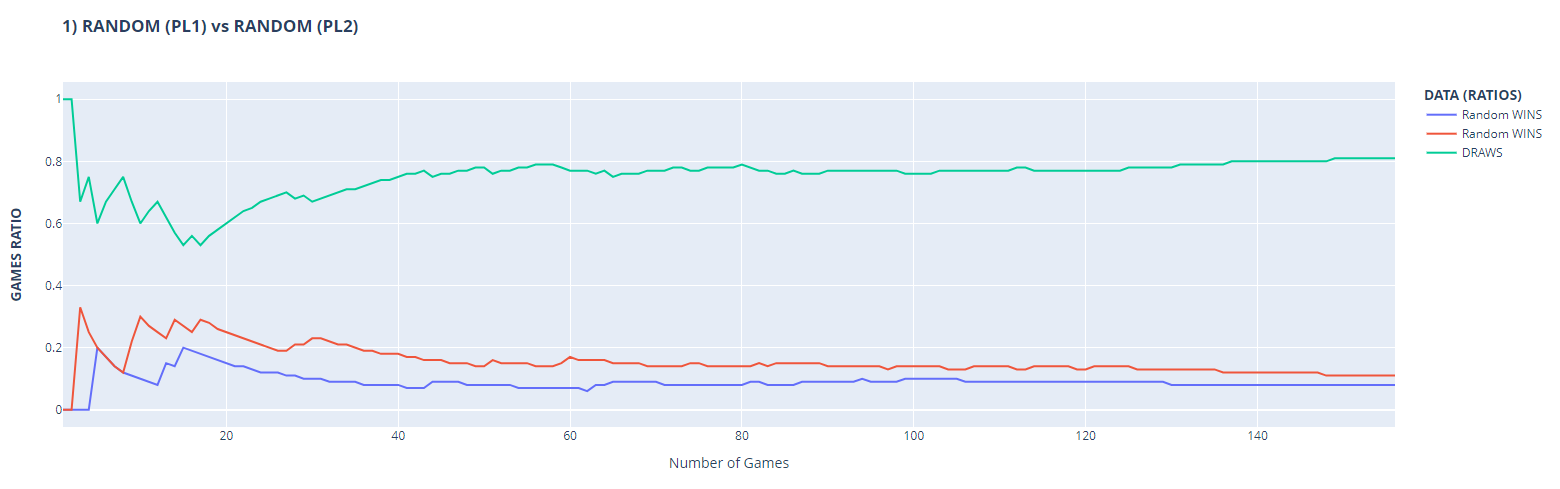 1) RANDOM (PL1) vs RANDOM (PL2)
DATA (RATIOS)
Random WINS
Random WINS
DRAWS
GAMES RATIO
1
0.8
0.6
0.4
0.2
0
20 40 60 80 100 120 140
Number of Games